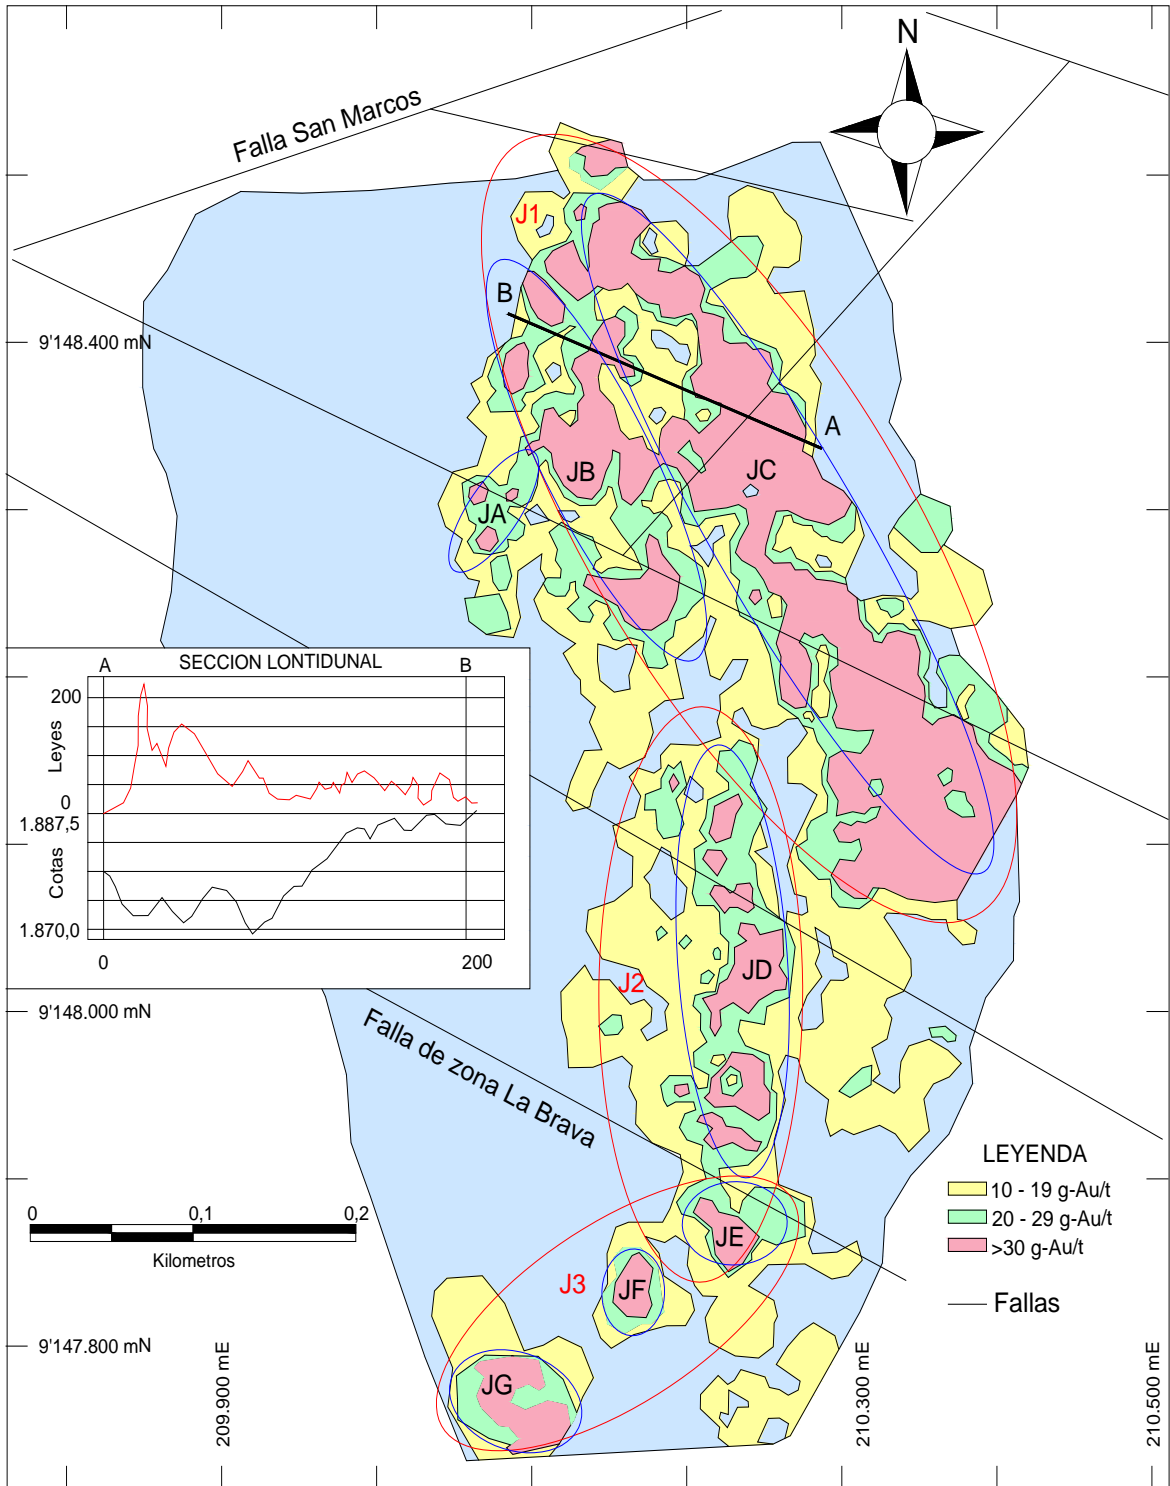 N
Falla San Marcos
J1
B
9'148.400 mN
A
JB
JC
JA
SECCION LONTIDUNAL
A
B
200
Leyes
0
1.887,5
Cotas
1.870,0
0
200
JD
J2
9'148.000 mN
Falla de zona La Brava
LEYENDA
10 - 19 g-Au/t
20 - 29 g-Au/t
>30 g-Au/t
Fallas
0
0,1
0,2
Kilometros
JE
J3
JF
9'147.800 mN
JG
209.900 mE
210.300 mE
210.500 mE